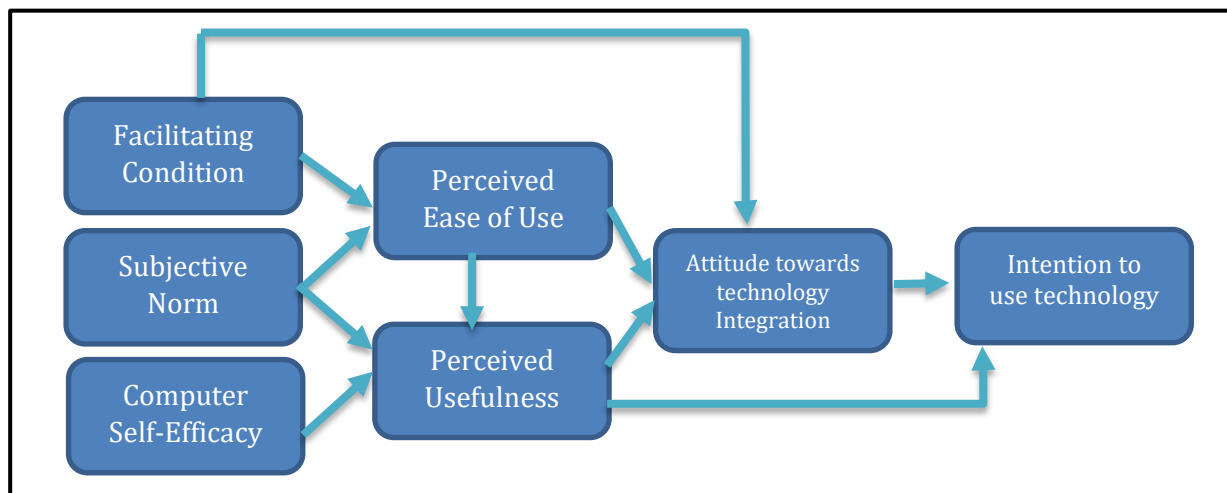 Facilitating
Condition
Subjective
Norm
Computer
Self-Efficacy
Perceived
Ease of Use
Perceived
Usefulness
Attitude towards
technology
Integration
Intention to
use technology